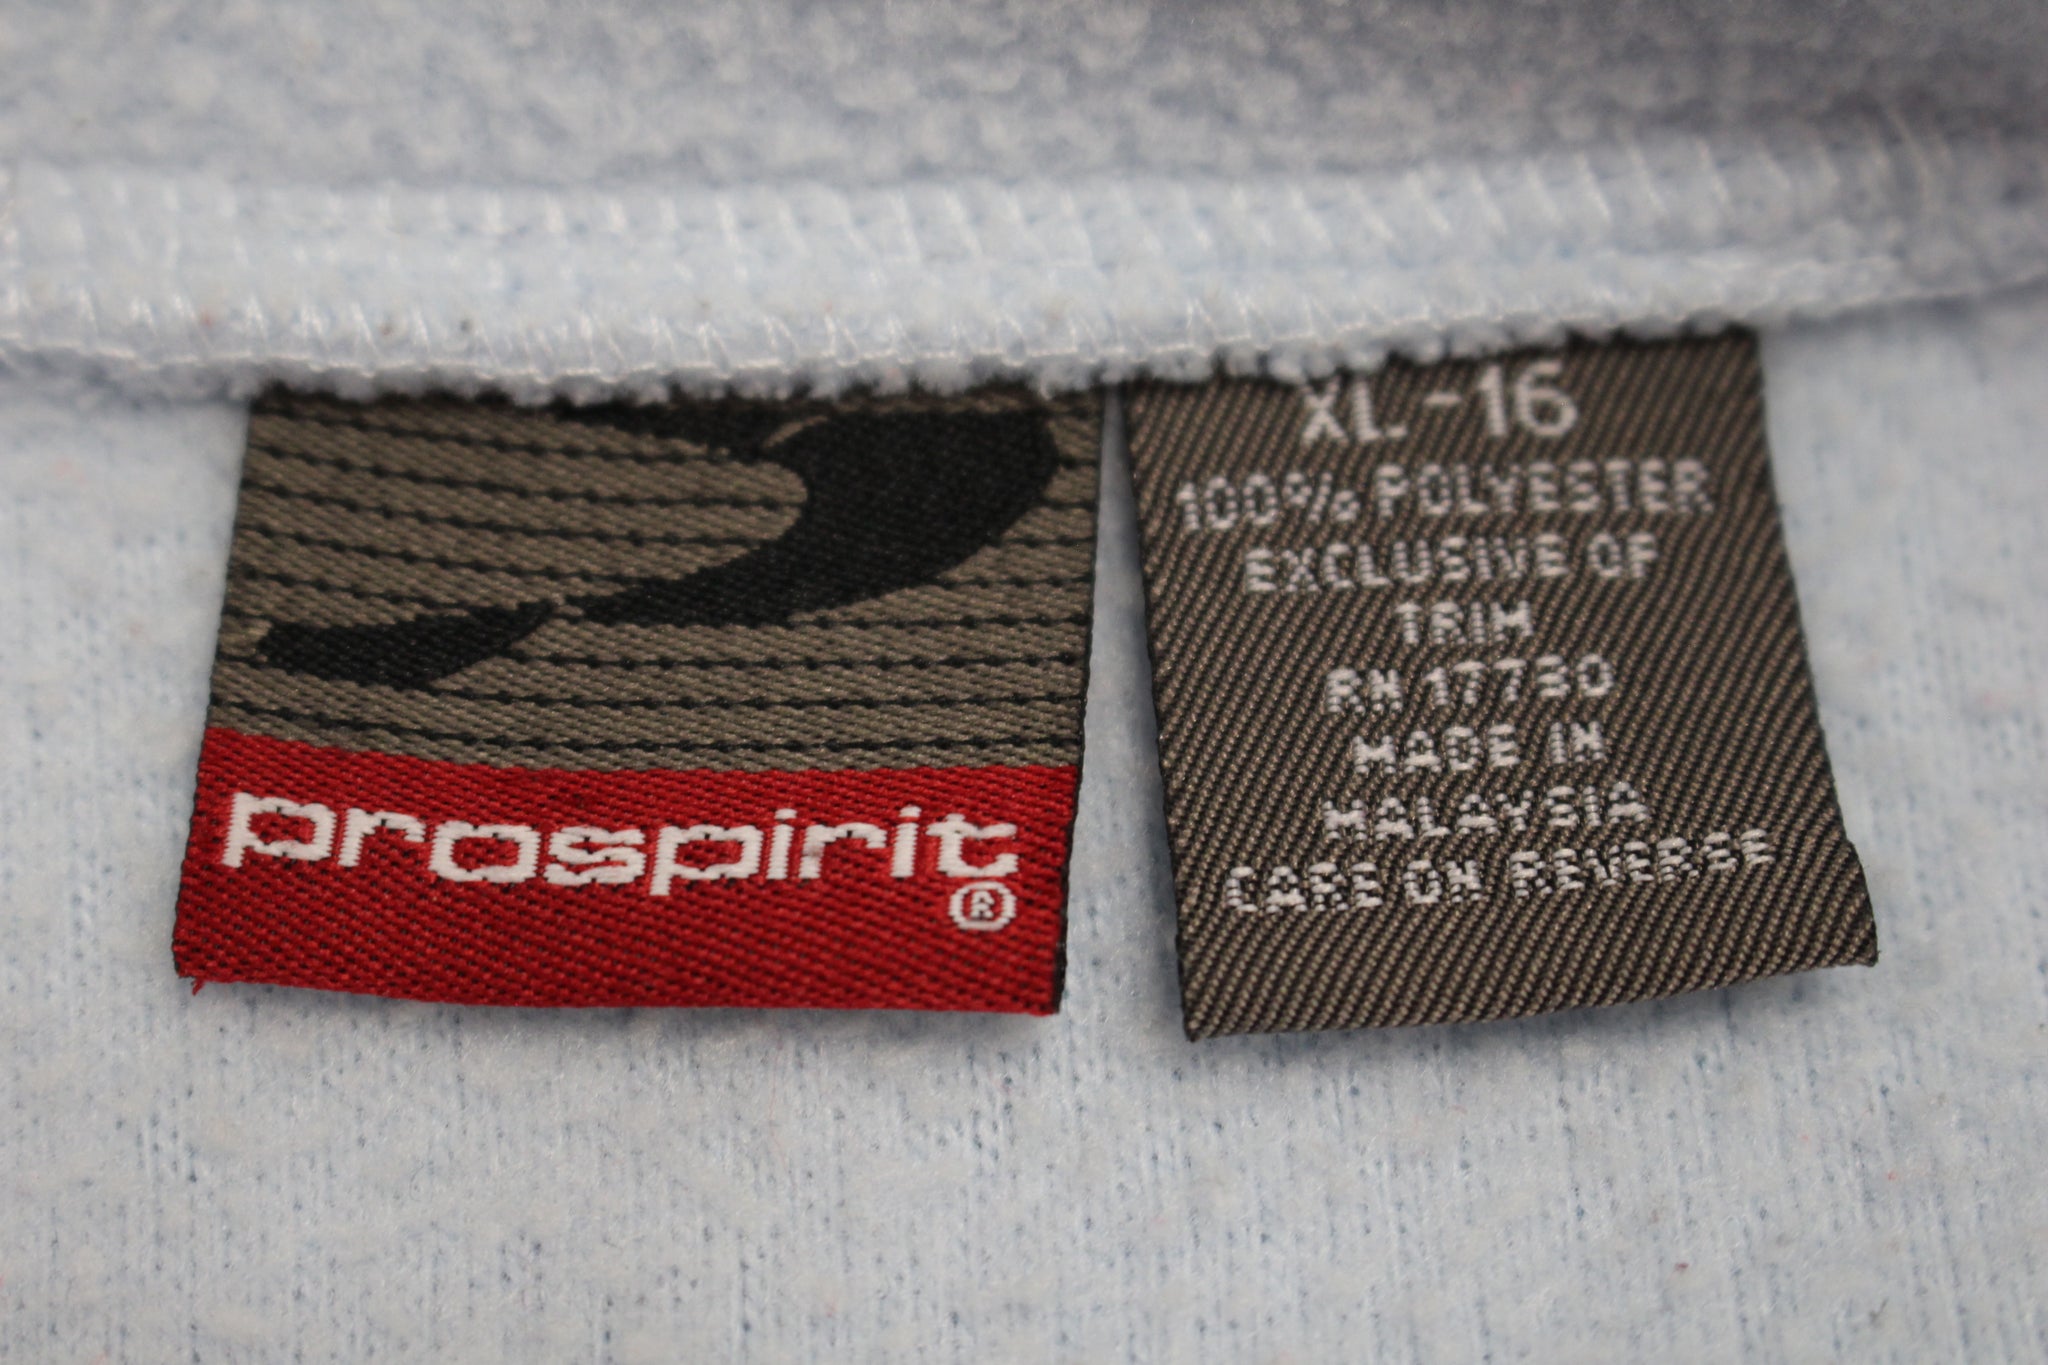 prospirit
®
XL - 16
100% POLYESTER
EXCLUSIVE OF
TRIM
RN 17730
MADE IN
MALAYSIA
CARE ON REVERSE